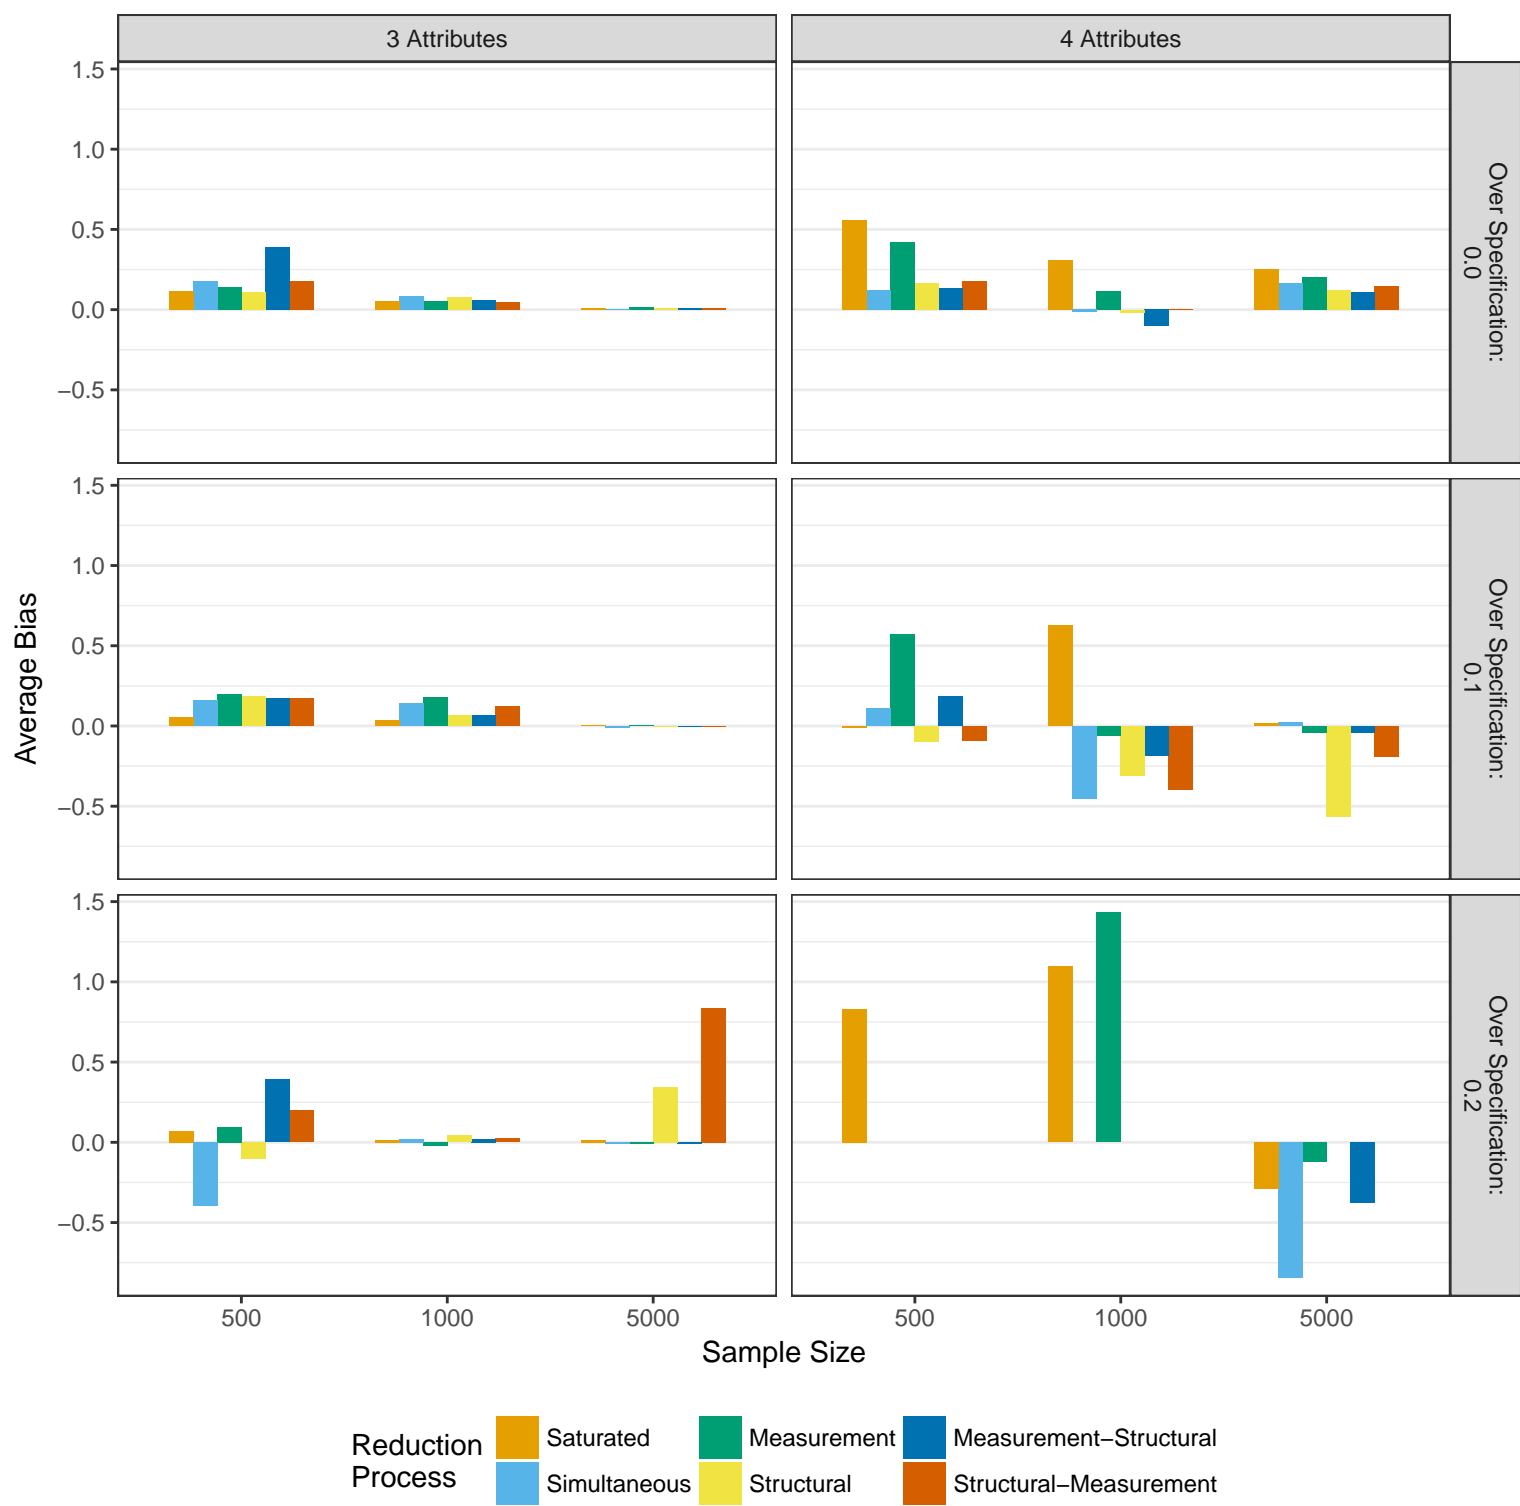 3 Attributes
4 Attributes
1.5
1.0
0.5
0.0
−0.5
Over Specification:
0.0
1.5
1.0
0.5
0.0
−0.5
Over Specification:
0.1
1.5
1.0
0.5
0.0
−0.5
Over Specification:
0.2
Average Bias
500
1000
5000
500
1000
5000
Sample Size
Reduction
Process
Saturated
Measurement
Measurement−Structural
Simultaneous
Structural
Structural−Measurement